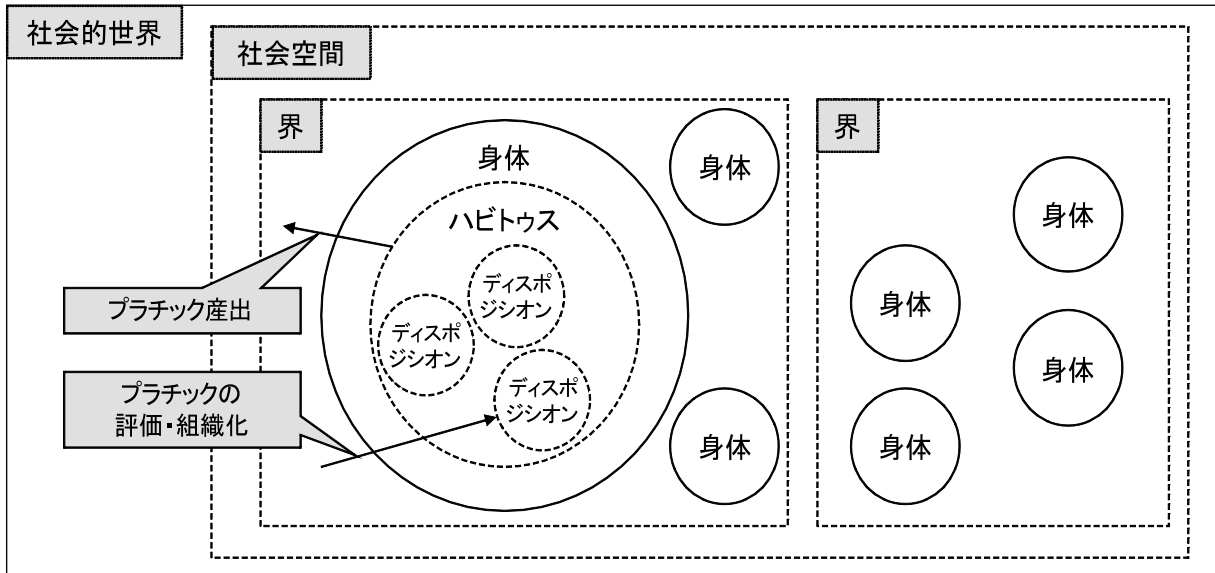 社会的世界
社会空間
界
界
身体
身体
身体
ハビトゥス
ディスポ
ジシオン
ディスポ
ジシオン
ディスポ
ジシオン
プラチック産出
プラチックの
評価・組織化
身体
身体
身体
身体
身体